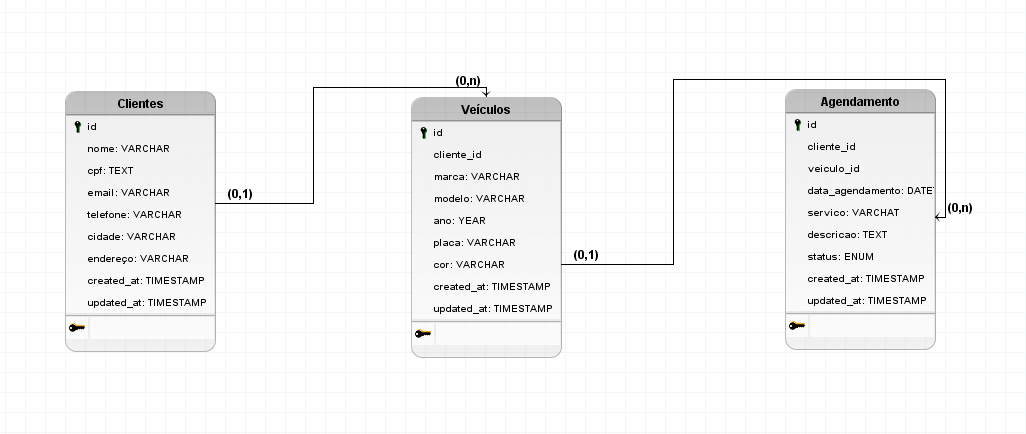 Clientes
id
nome: VARCHAR
cpf: TEXT
email: VARCHAR
telefone: VARCHAR
cidade: VARCHAR
endereço: VARCHAR
created_at: TIMESTAMP
updated_at: TIMESTAMP
(0,1)
(0,n)
Veículos
id
cliente_id
marca: VARCHAR
modelo: VARCHAR
ano: YEAR
placa: VARCHAR
cor: VARCHAR
created_at: TIMESTAMP
updated_at: TIMESTAMP
(0,1)
Agendamento
id
cliente_id
veiculo_id
data_agendamento: DATE
servico: VARCHAT
descricao: TEXT
status: ENUM
created_at: TIMESTAMP
updated_at: TIMESTAMP
(0,n)